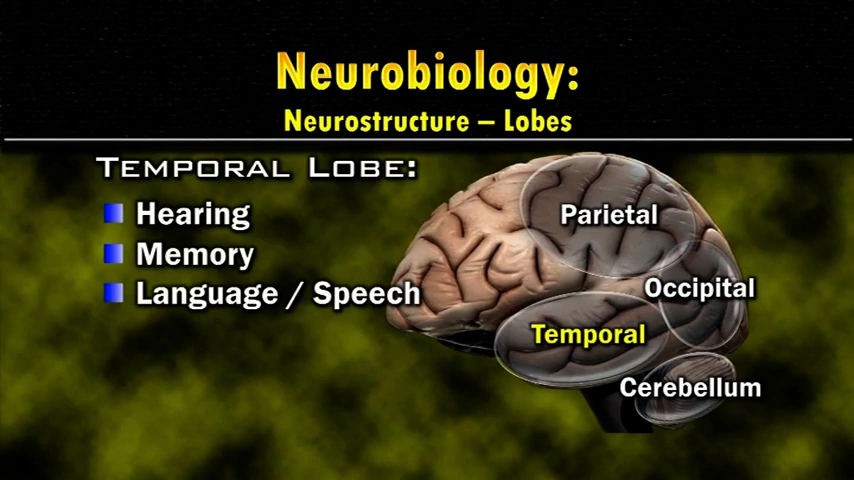 Neurobiology:
Neurostructure – Lobes
TEMPORAL LOBE:
Hearing
Memory
Language / Speech
Parietal
Occipital
Temporal
Cerebellum